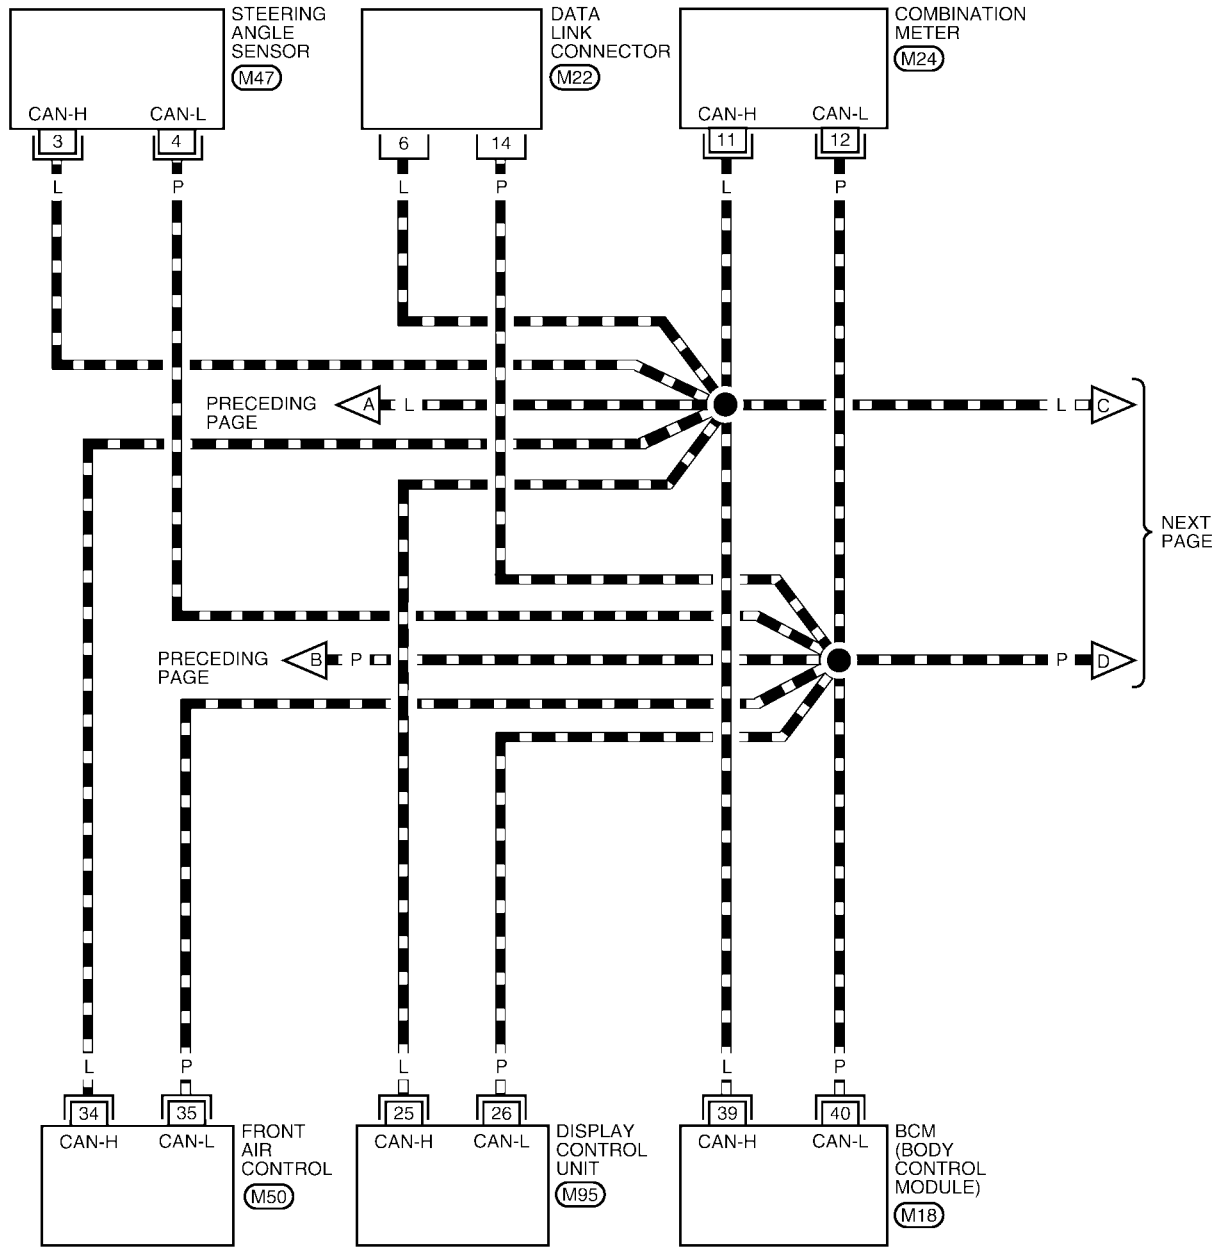 STEERING
ANGLE
SENSOR
M47
DATA
LINK
CONNECTOR
M22
COMBINATION
METER
M24
CAN-H CAN-L
CAN-H CAN-L
3 4 6 14 11 12
L P L P L P
PRECEDING
PAGE
A L
L C
NEXT
PAGE
PRECEDING
PAGE
B P
P D
L P L P L P
34 35 25 26 39 40
CAN-H CAN-L
CAN-H CAN-L
CAN-H CAN-L
FRONT
AIR
CONTROL
M50
DISPLAY
CONTROL
UNIT
M95
BCM
(BODY
CONTROL
MODULE)
M18